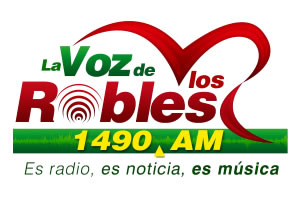 La Voz de los
Robles
1490 AM
Es radio, es noticia, es música